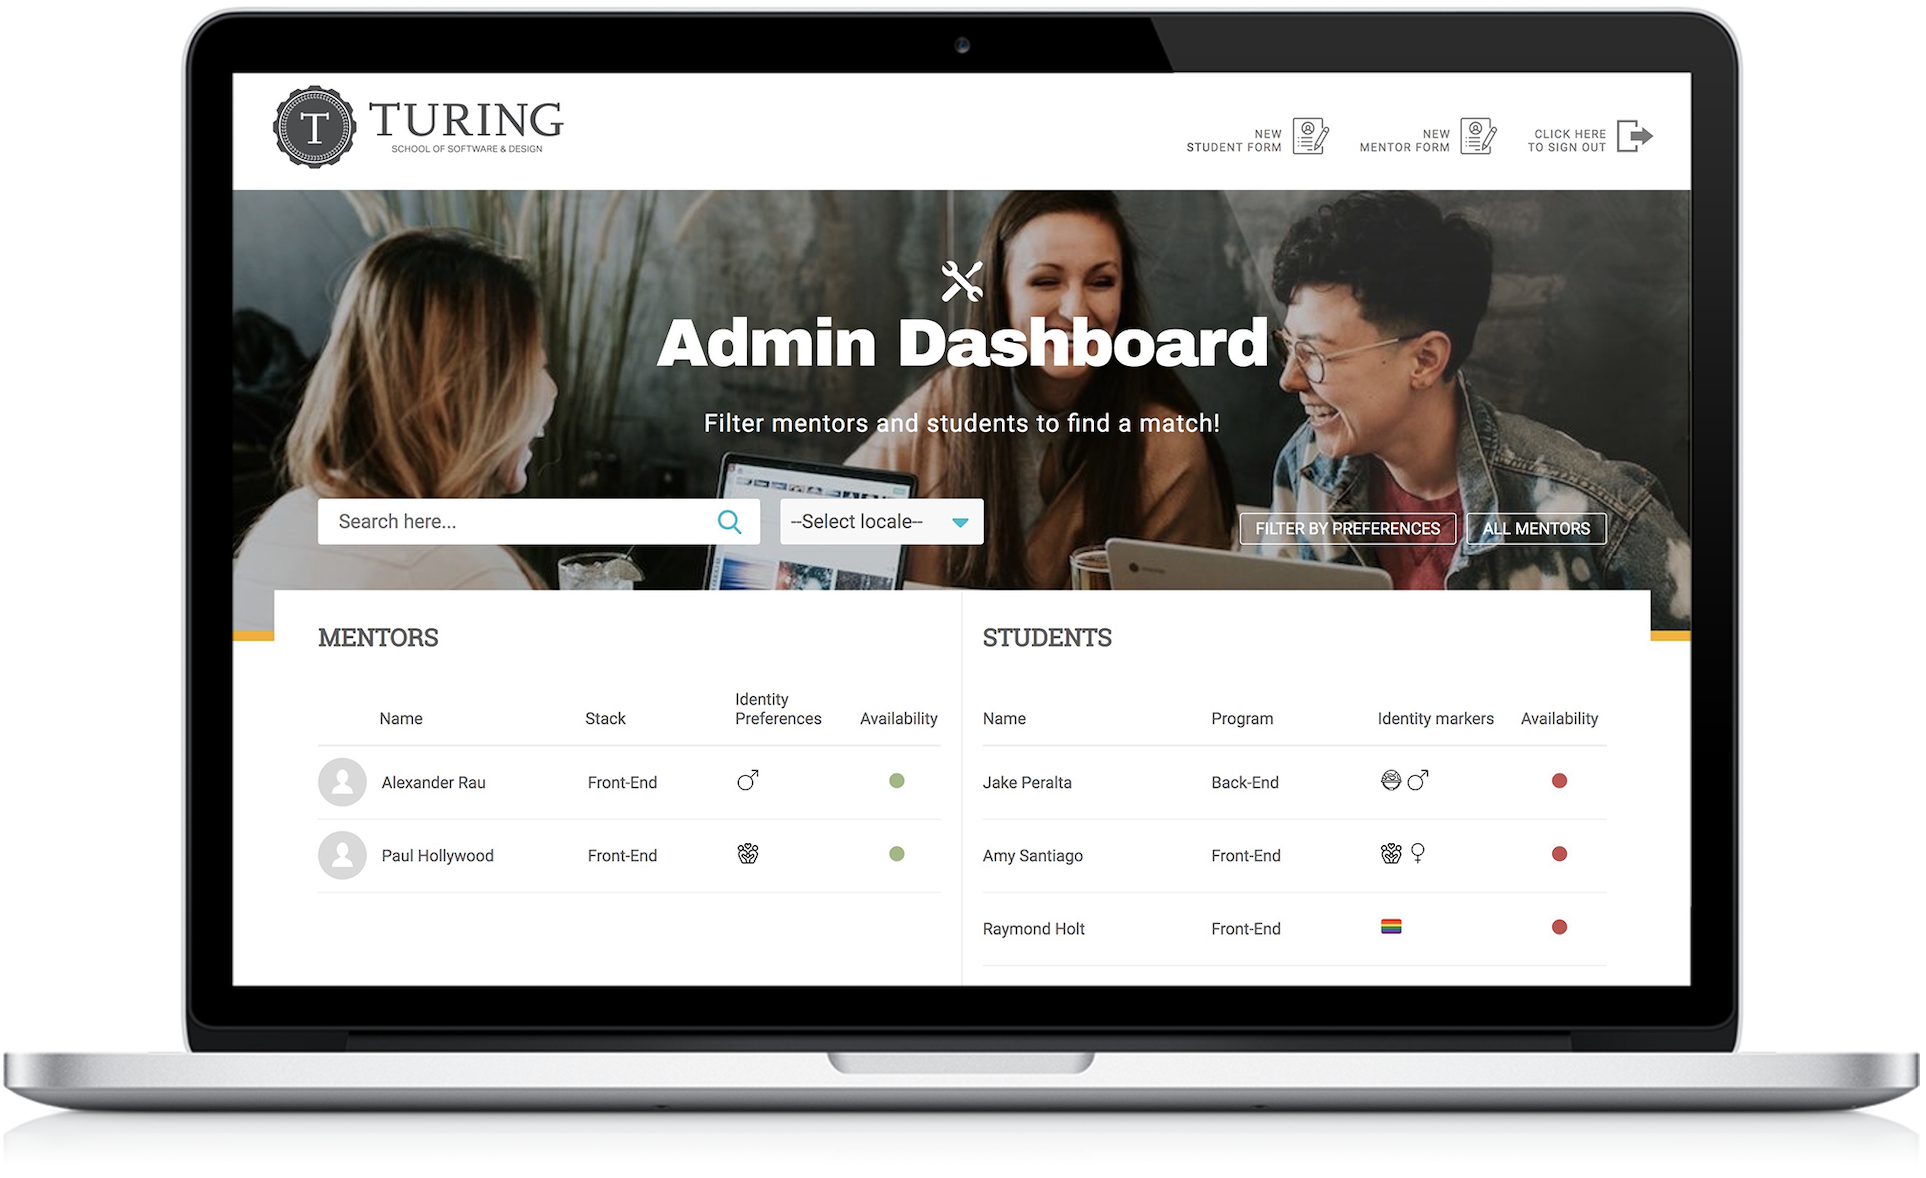 T TURING
SCHOOL OF SOFTWARE & DESIGN
NEW
STUDENT FORM
NEW
MENTOR FORM
CLICK HERE
TO SIGN OUT
Admin Dashboard
Filter mentors and students to find a match!
Search here...
--Select locale--
FILTER BY PREFERENCES
ALL MENTORS
MENTORS
Name Stack Identity Preferences Availability
Alexander Rau Front-End
Paul Hollywood Front-End
STUDENTS
Name Program Identity markers Availability
Jake Peralta Back-End
Amy Santiago Front-End
Raymond Holt Front-End